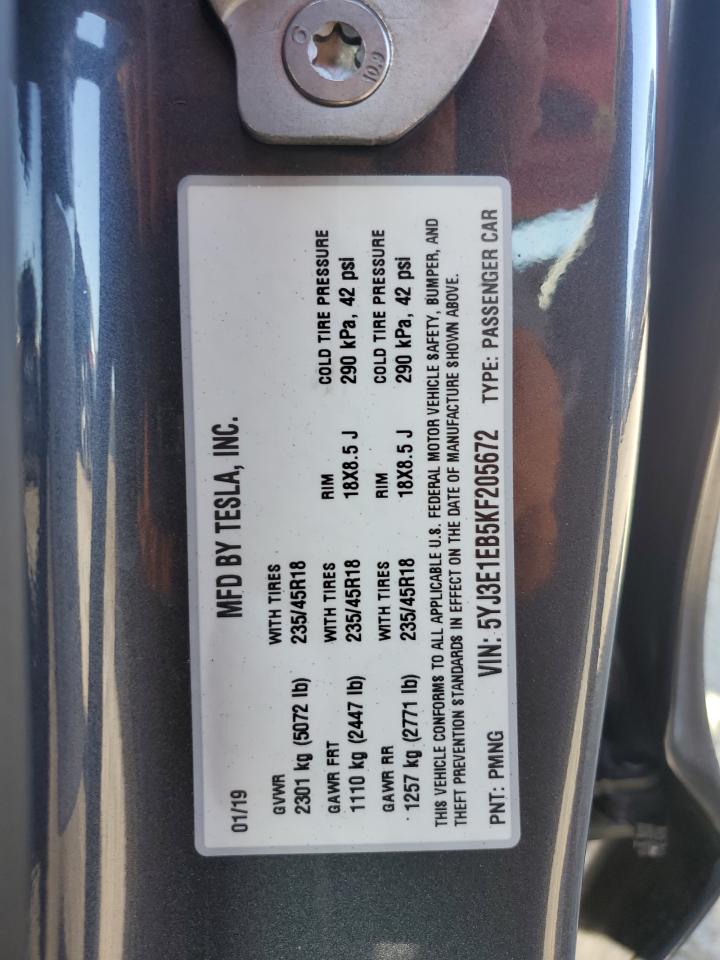 6
10.9
MFD BY TESLA, INC.
01/19
GVWR WITH TIRES
2301 kg (5072 lb) 235/45R18
GAWR FRT WITH TIRES RIM COLD TIRE PRESSURE
1110 kg (2447 lb) 235/45R18 18X8.5 J 290 kPa, 42 psi
GAWR RR WITH TIRES RIM COLD TIRE PRESSURE
1257 kg (2771 lb) 235/45R18 18X8.5 J 290 kPa, 42 psi
THIS VEHICLE CONFORMS TO ALL APPLICABLE U.S. FEDERAL MOTOR VEHICLE SAFETY, BUMPER, AND
THEFT PREVENTION STANDARDS IN EFFECT ON THE DATE OF MANUFACTURE SHOWN ABOVE.
PNT: PMNG VIN: 5YJ3E1EB5KF205672 TYPE: PASSENGER CAR